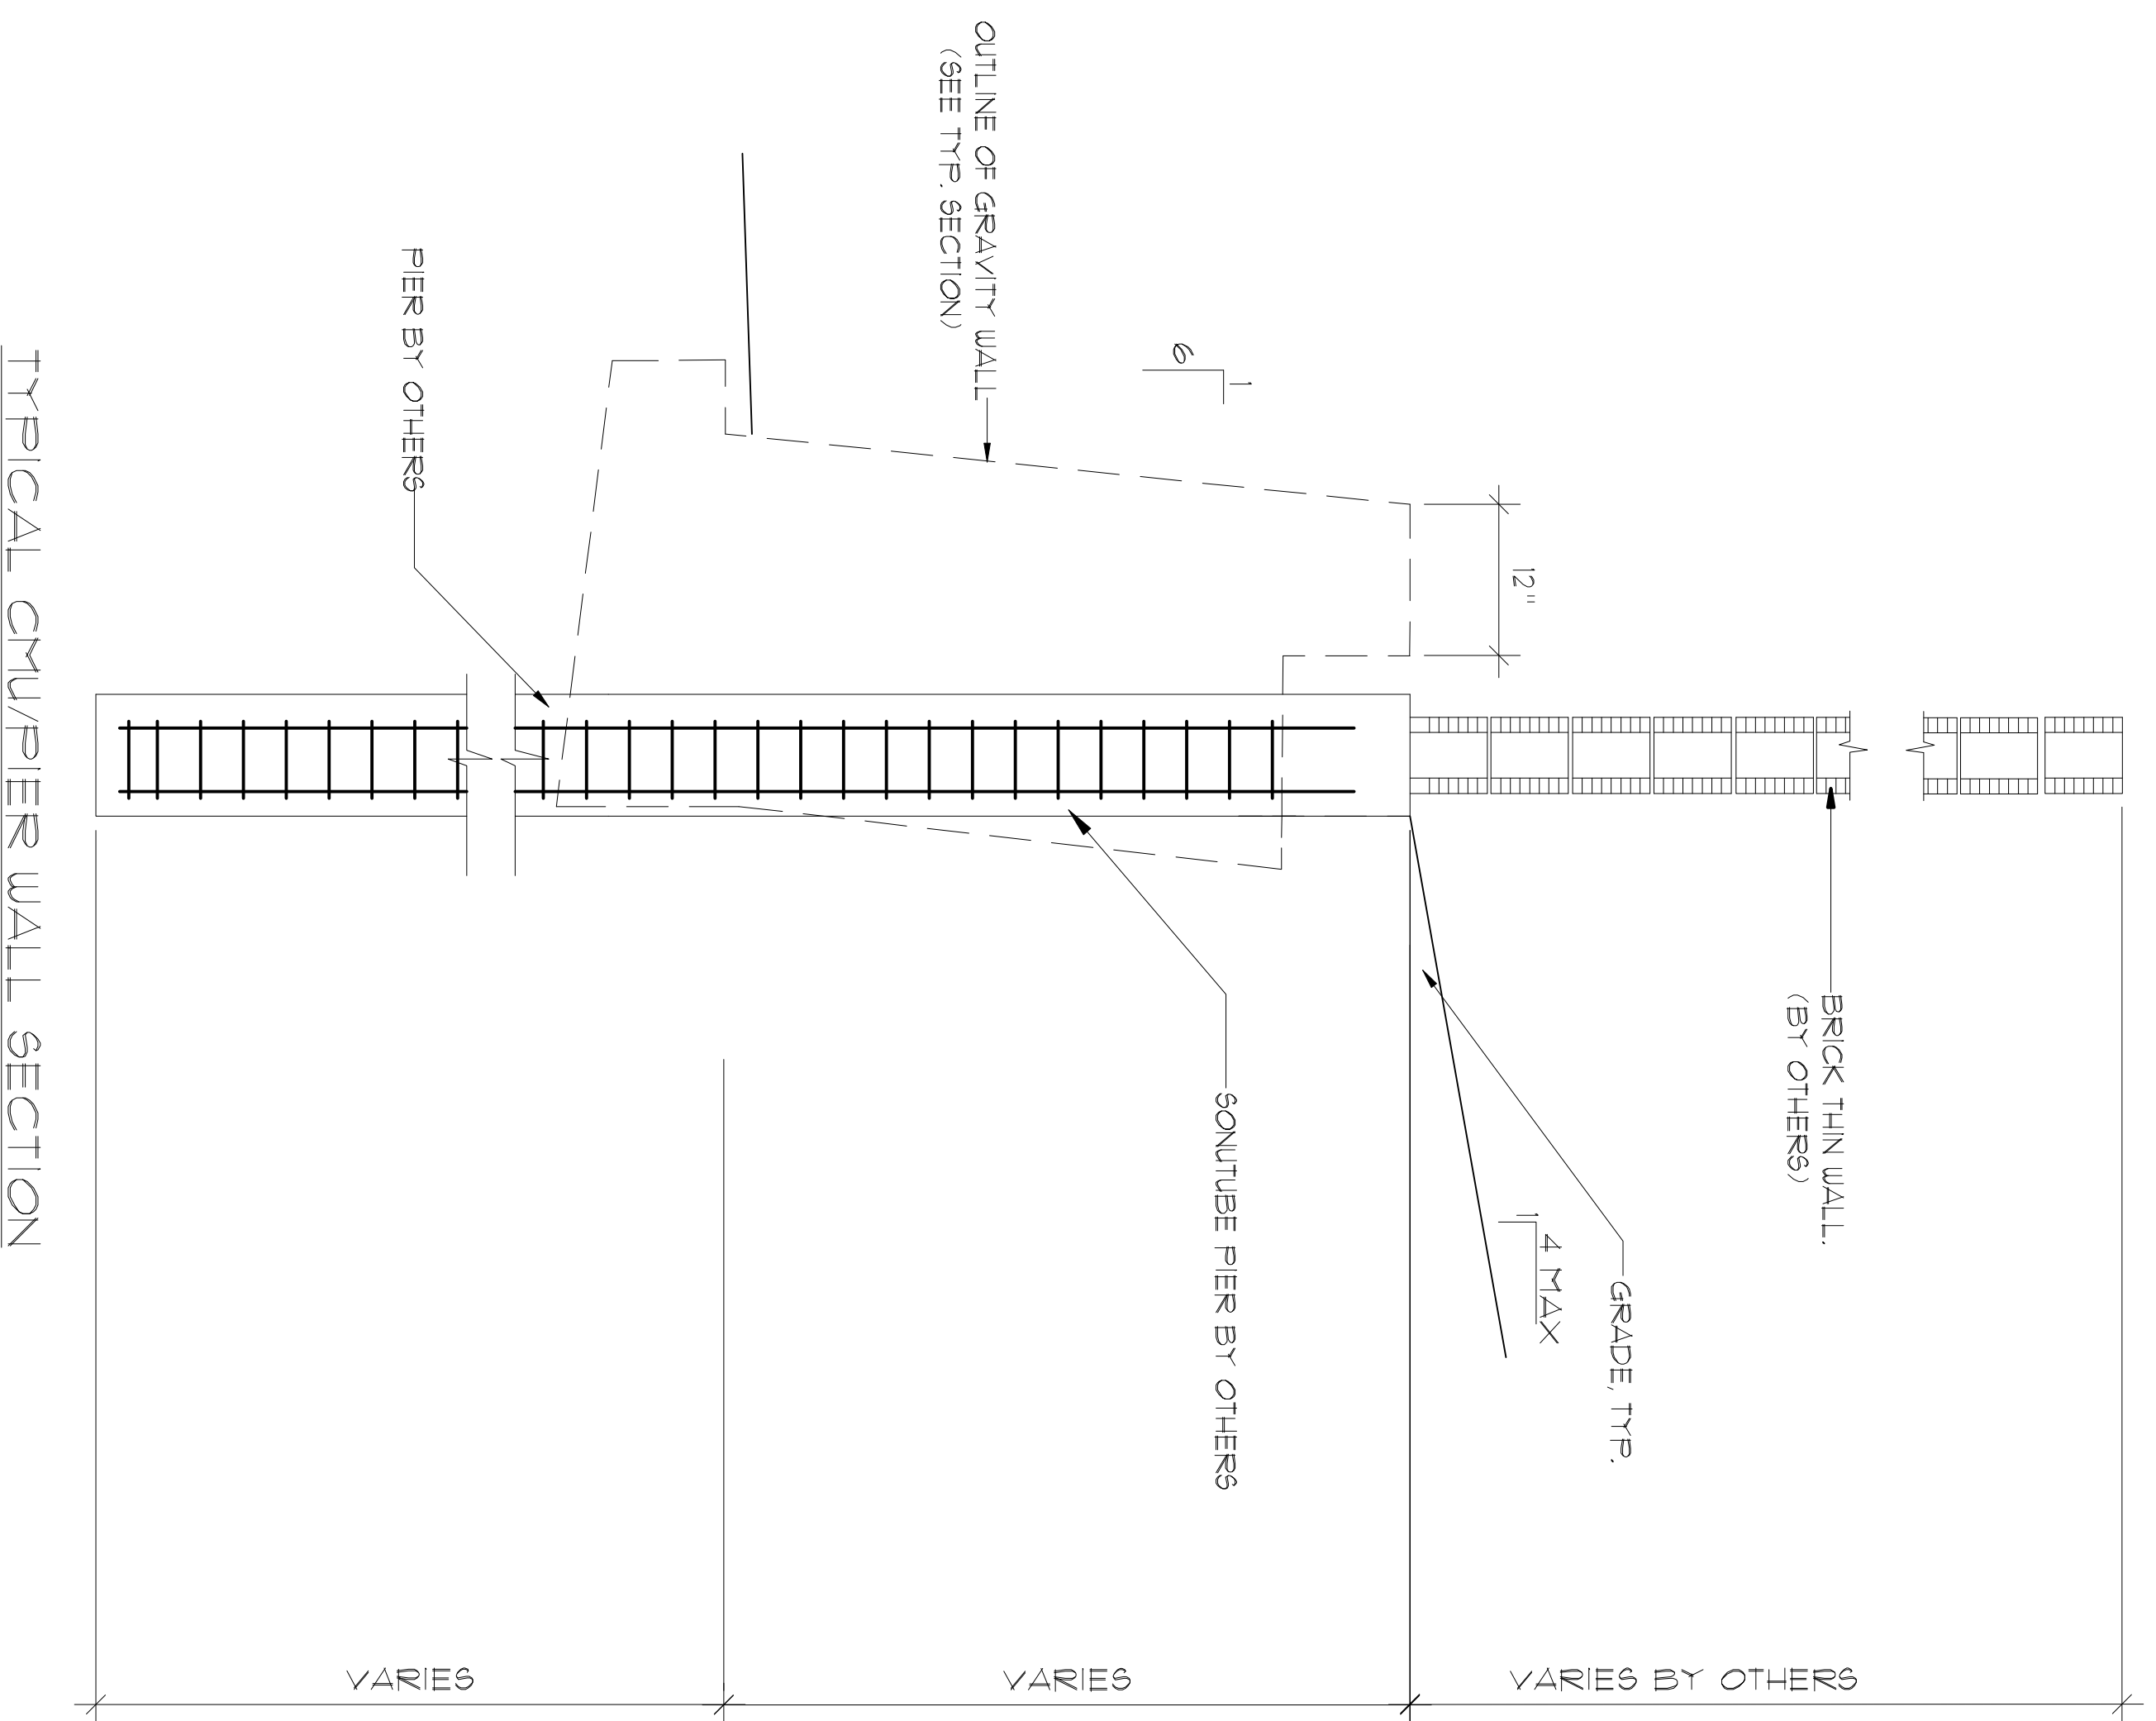 BRICK THIN WALL.
(BY OTHERS)
GRADE, TYP.
1
4 MAX
12"
1
6
SONUTUBE PIER BY OTHERS
OUTLINE OF GRAVITY WALL
(SEE TYP. SECTION)
PIER BY OTHERS
VARIES
VARIES
VARIES BY OTHERS
TYPICAL CMU/PIER WALL SECTION